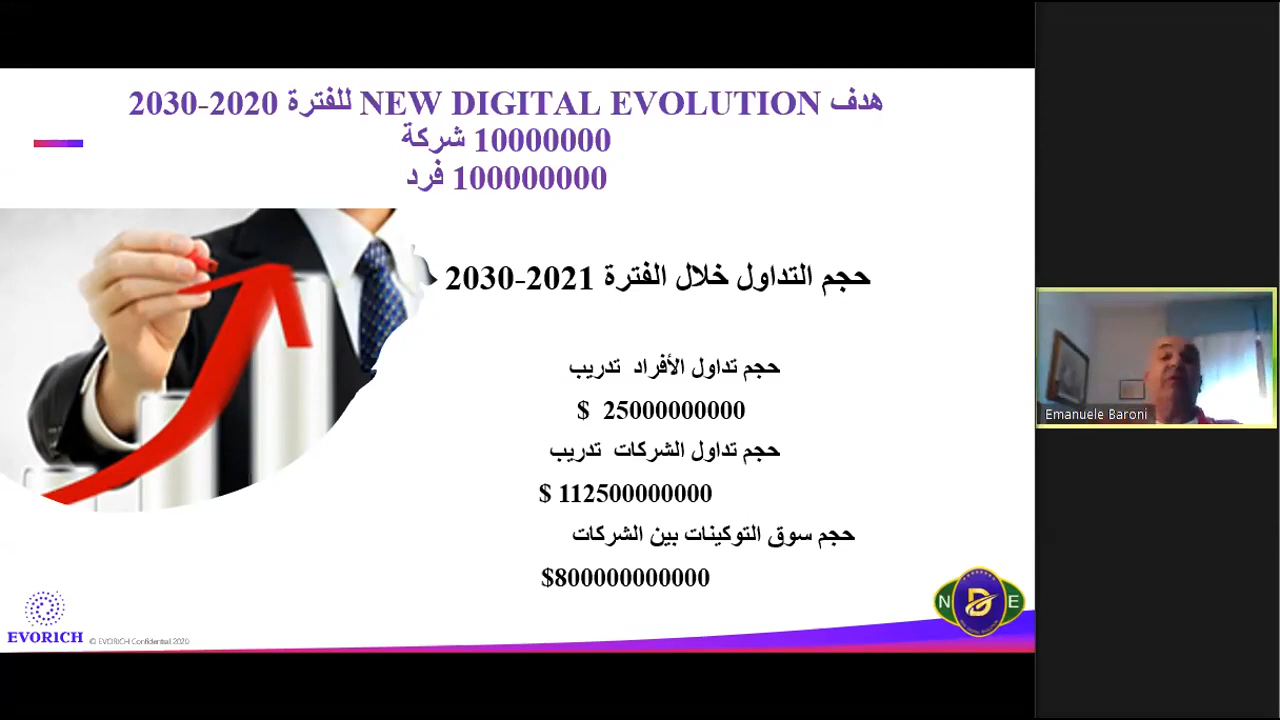 هدف NEW DIGITAL EVOLUTION للفترة 2020-2030
10000000 شركة
100000000 فرد
حجم التداول خلال الفترة 2021-2030
حجم تداول الأفراد تدريب
$ 25000000000
حجم تداول الشركات تدريب
$ 112500000000
حجم سوق التوكينات بين الشركات
$800000000000
Emanuele Baroni
N D E
EVORICH
© EVORICH Confidential 2020